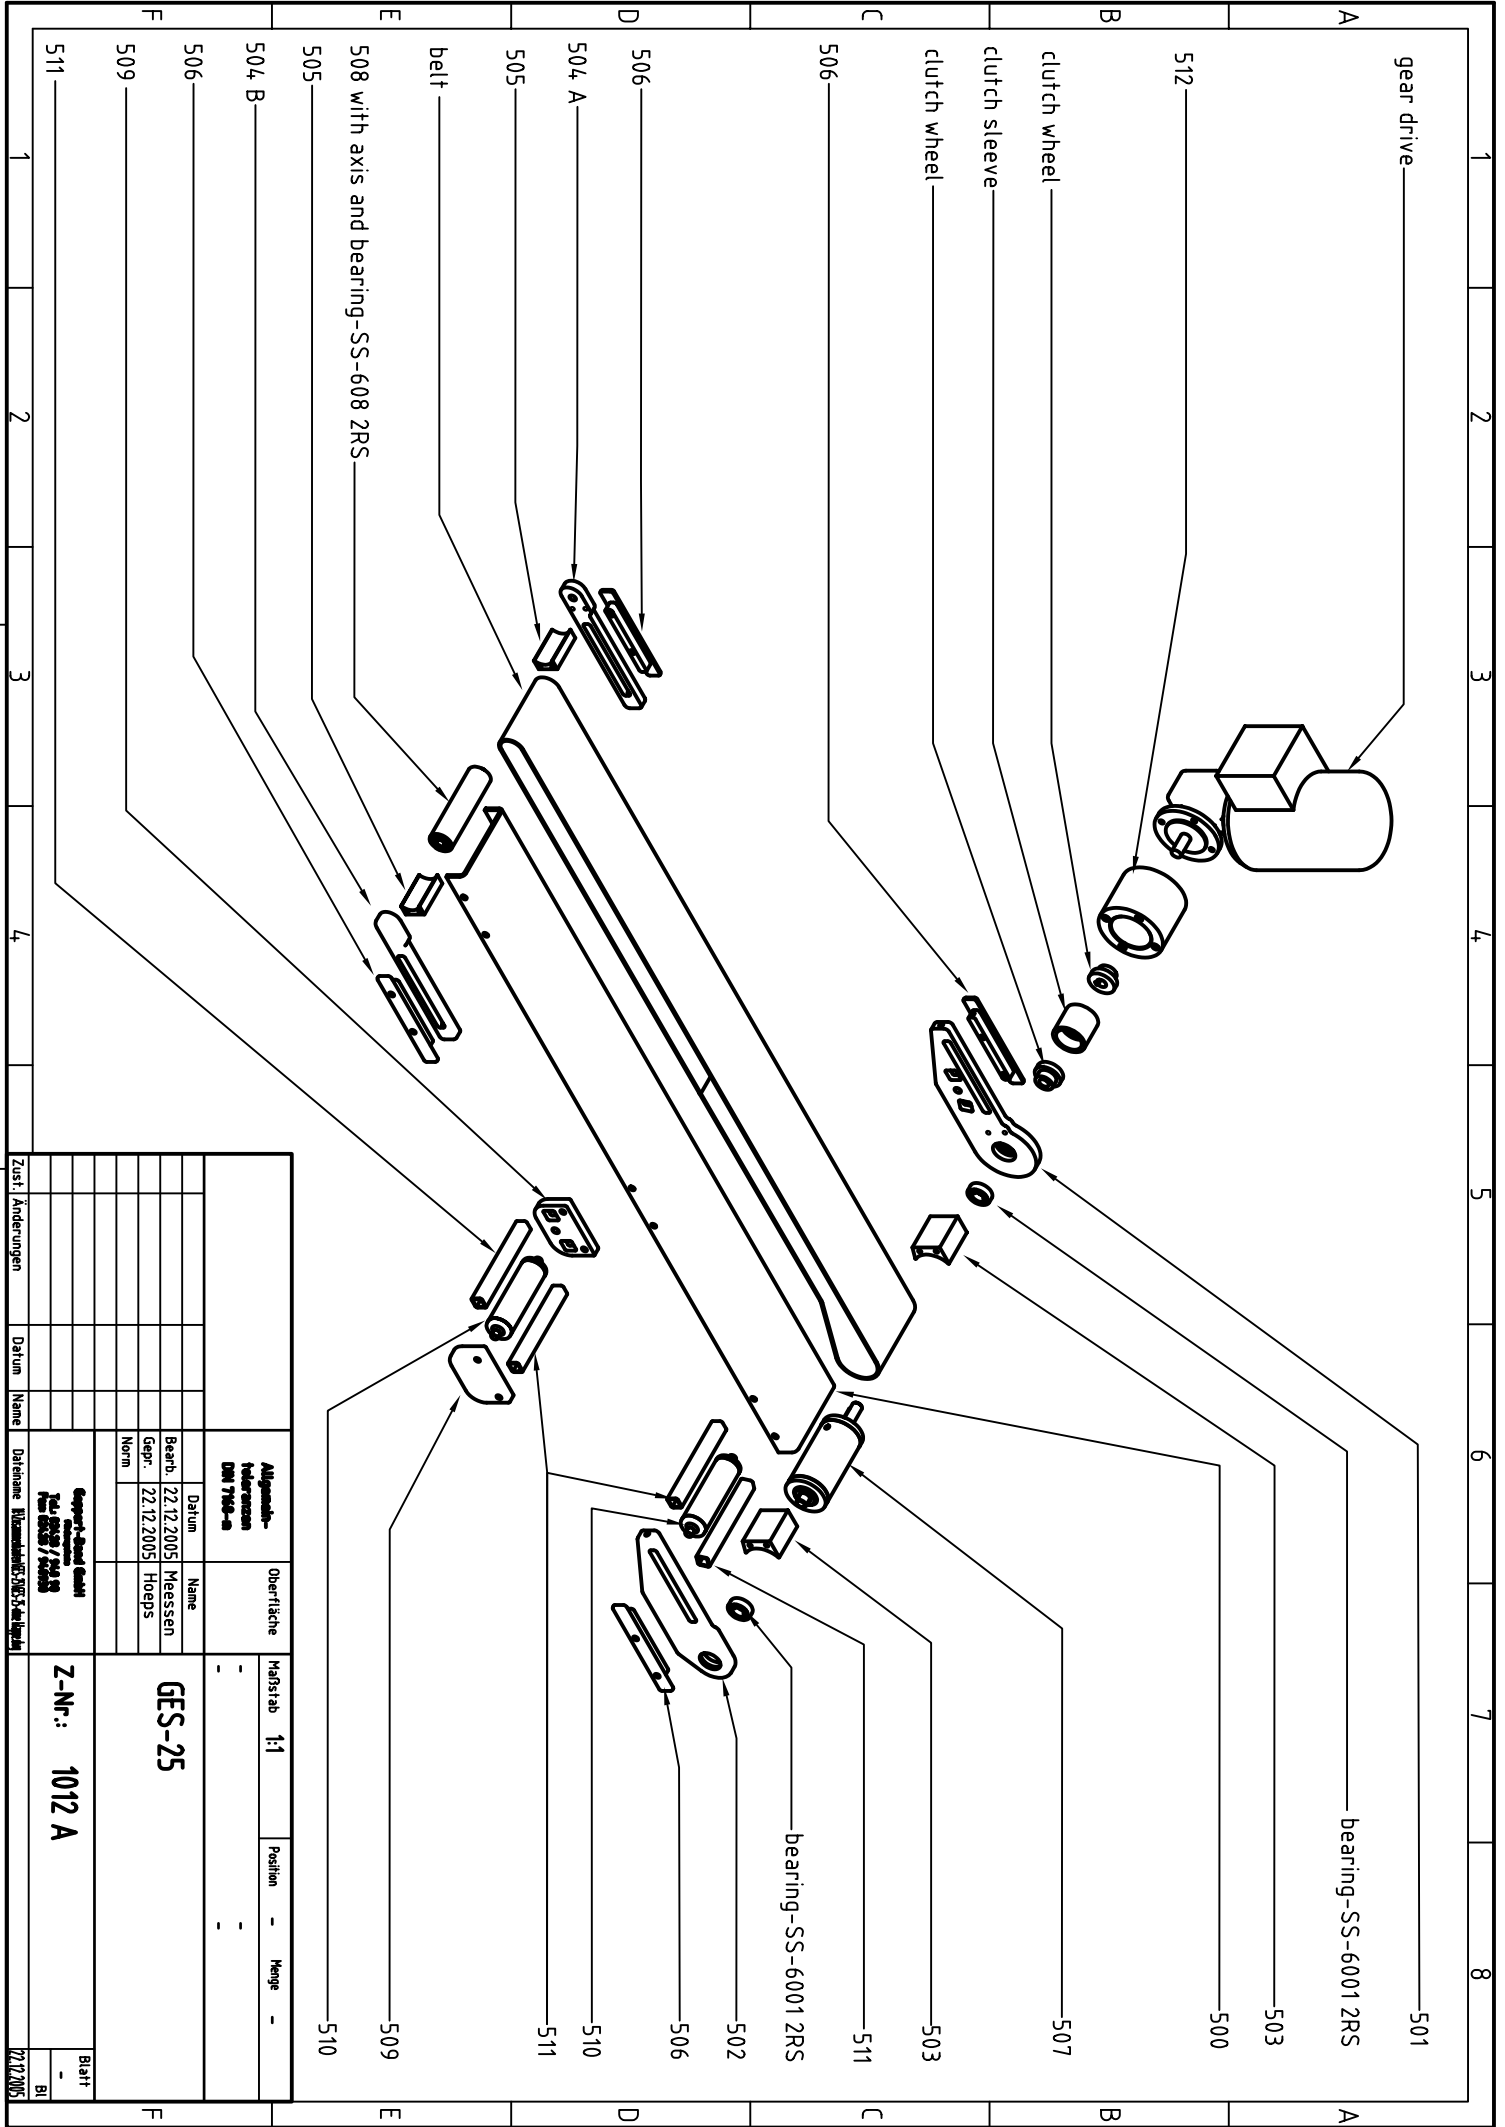 1
2
3
4
5
6
7
8
A
B
C
D
E
F
A
B
C
D
E
F
1
2
3
4
gear drive
512
clutch wheel
clutch sleeve
clutch wheel
506
506
504 A
505
belt
508 with axis and bearing-SS-608 2RS
505
504 B
506
509
511
501
bearing-SS-6001 2RS
503
500
507
503
511
bearing-SS-6001 2RS
502
506
510
511
509
510
Allgemein-
toleranzen
DIN 7168-m
Oberfläche
Maßstab 1:1
Position -
Menge -
- -
- -
Datum Name
Bearb. 22.12.2005 Meessen
Gepr. 22.12.2005 Hoeps
Norm
GES-25
Z-Nr.: 1012 A
Blatt
-
Bl
Zust. Änderungen Datum Name
Dateiname
22.12.2005